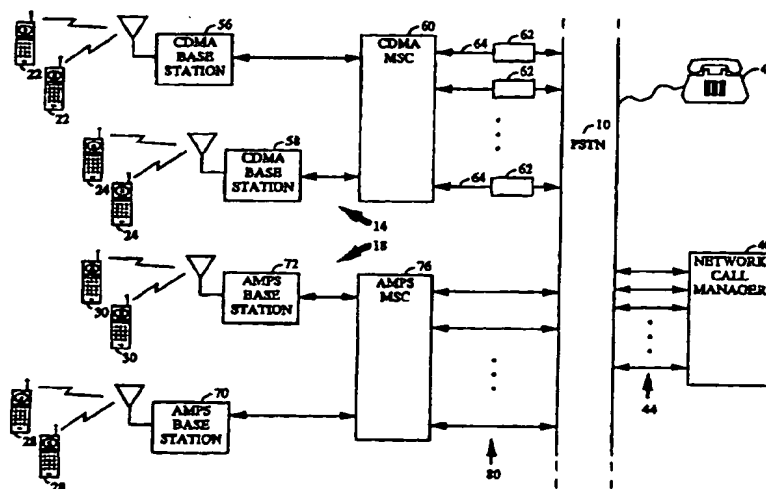 56
CDMA
BASE
STATION
22
22
60
CDMA
MSC
64
62
62
64
62
10
PSTN
58
CDMA
BASE
STATION
24
24
14
18
72
AMPS
BASE
STATION
30
30
76
AMPS
MSC
NETWORK
CALL
MANAGER
44
70
AMPS
BASE
STATION
28
28
80